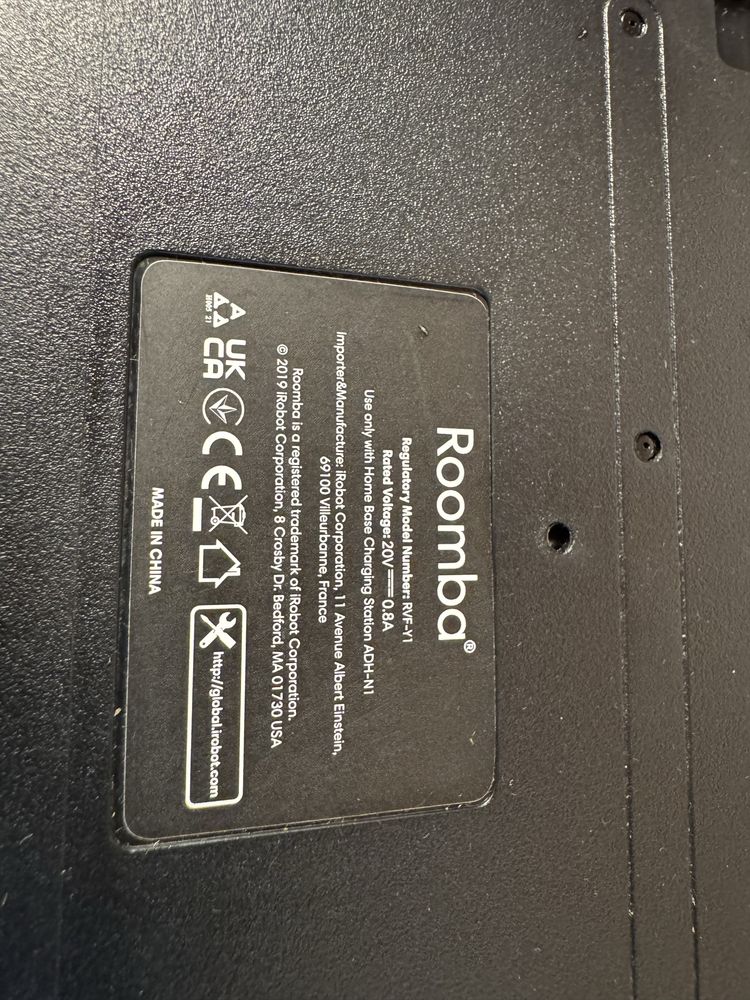 Roomba®
Regulatory Model Number: RVF-Y1
Rated Voltage: 20V⎓0.8A
Use only with Home Base Charging Station ADH-N1
Importer&Manufacture: iRobot Corporation, 11 Avenue Albert Einstein,
69100 Villeurbanne, France
Roomba is a registered trademark of iRobot Corporation.
© 2019 iRobot Corporation, 8 Crosby Dr. Bedford, MA 01730 USA
UK
CA
CE
http://global.irobot.com
MADE IN CHINA